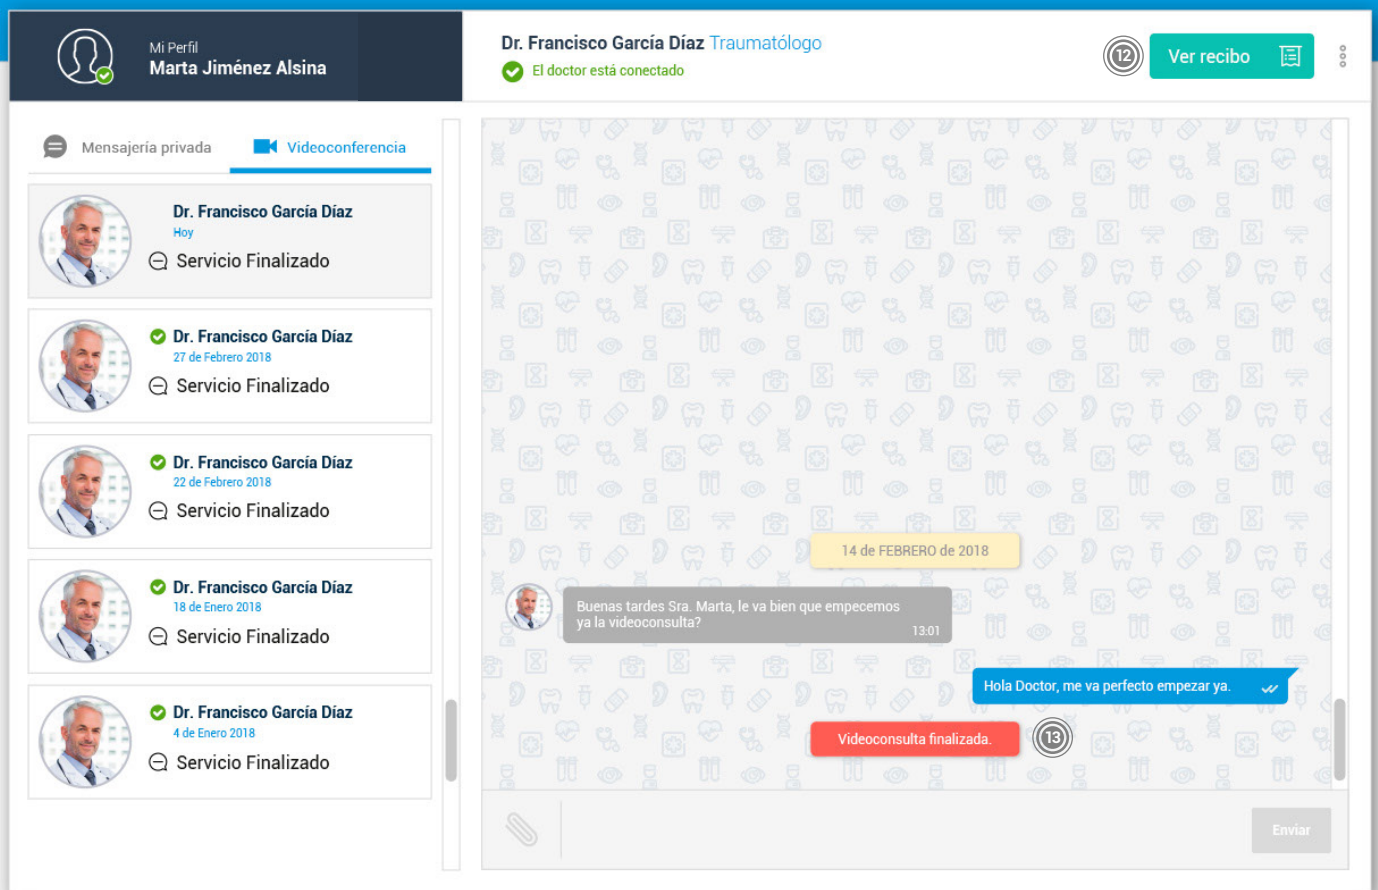 Mi Perfil
Marta Jiménez Alsina
Dr. Francisco García Díaz Traumatólogo
El doctor está conectado
12
Ver recibo
Mensajería privada
Videoconferencia
Dr. Francisco García Díaz
Hoy
Servicio Finalizado
Dr. Francisco García Díaz
27 de Febrero 2018
Servicio Finalizado
Dr. Francisco García Díaz
22 de Febrero 2018
Servicio Finalizado
Dr. Francisco García Díaz
18 de Enero 2018
Servicio Finalizado
Dr. Francisco García Díaz
4 de Enero 2018
Servicio Finalizado
14 de FEBRERO de 2018
Buenas tardes Sra. Marta, le va bien que empecemos
ya la videoconsulta?
13:01
Hola Doctor, me va perfecto empezar ya.
Videoconsulta finalizada.
13
Enviar